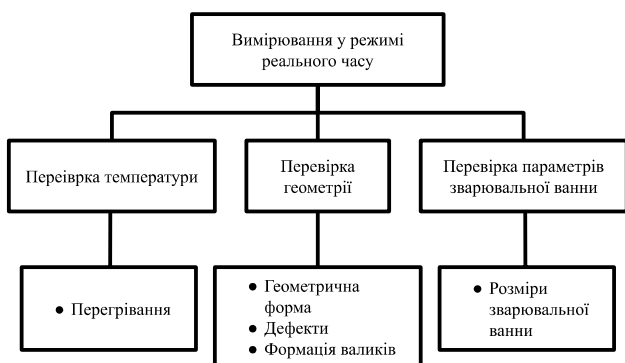 Вимірювання у режимі
реального часу
Переіврка температури
Перевірка
геометрії
Перевірка параметрів
зварювальної ванни
● Перегрівання
● Геометрична
форма
● Дефекти
● Формація валиків
● Розміри
зварювальної
ванни